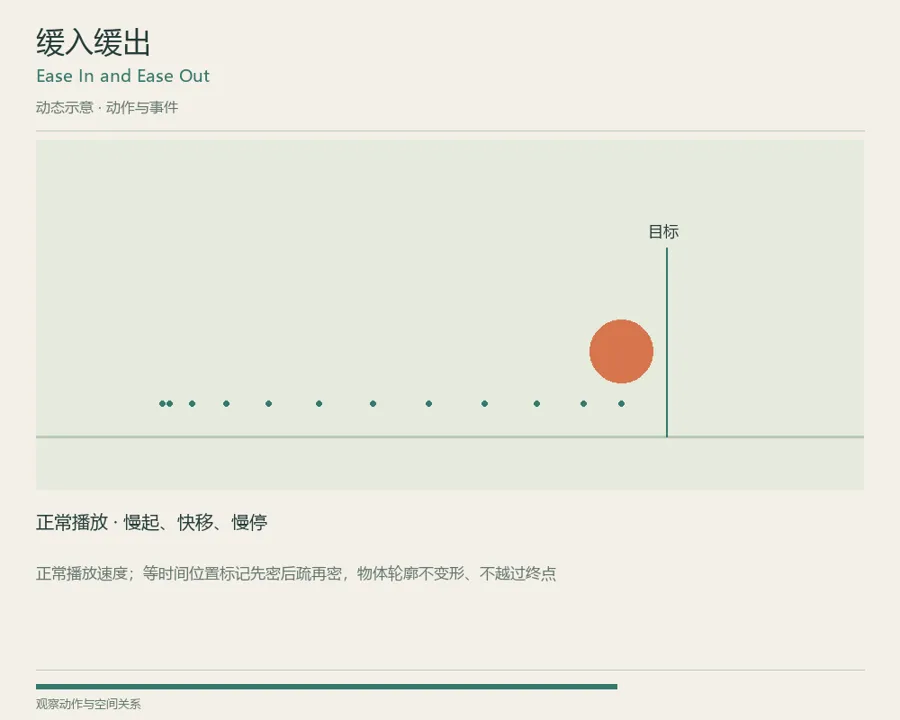 缓入缓出
Ease In and Ease Out
动态示意 · 动作与事件
目标
正常播放 · 慢起、快移、慢停
正常播放速度；等时间位置标记先密后疏再密，物体轮廓不变形、不越过终点
观察动作与空间关系